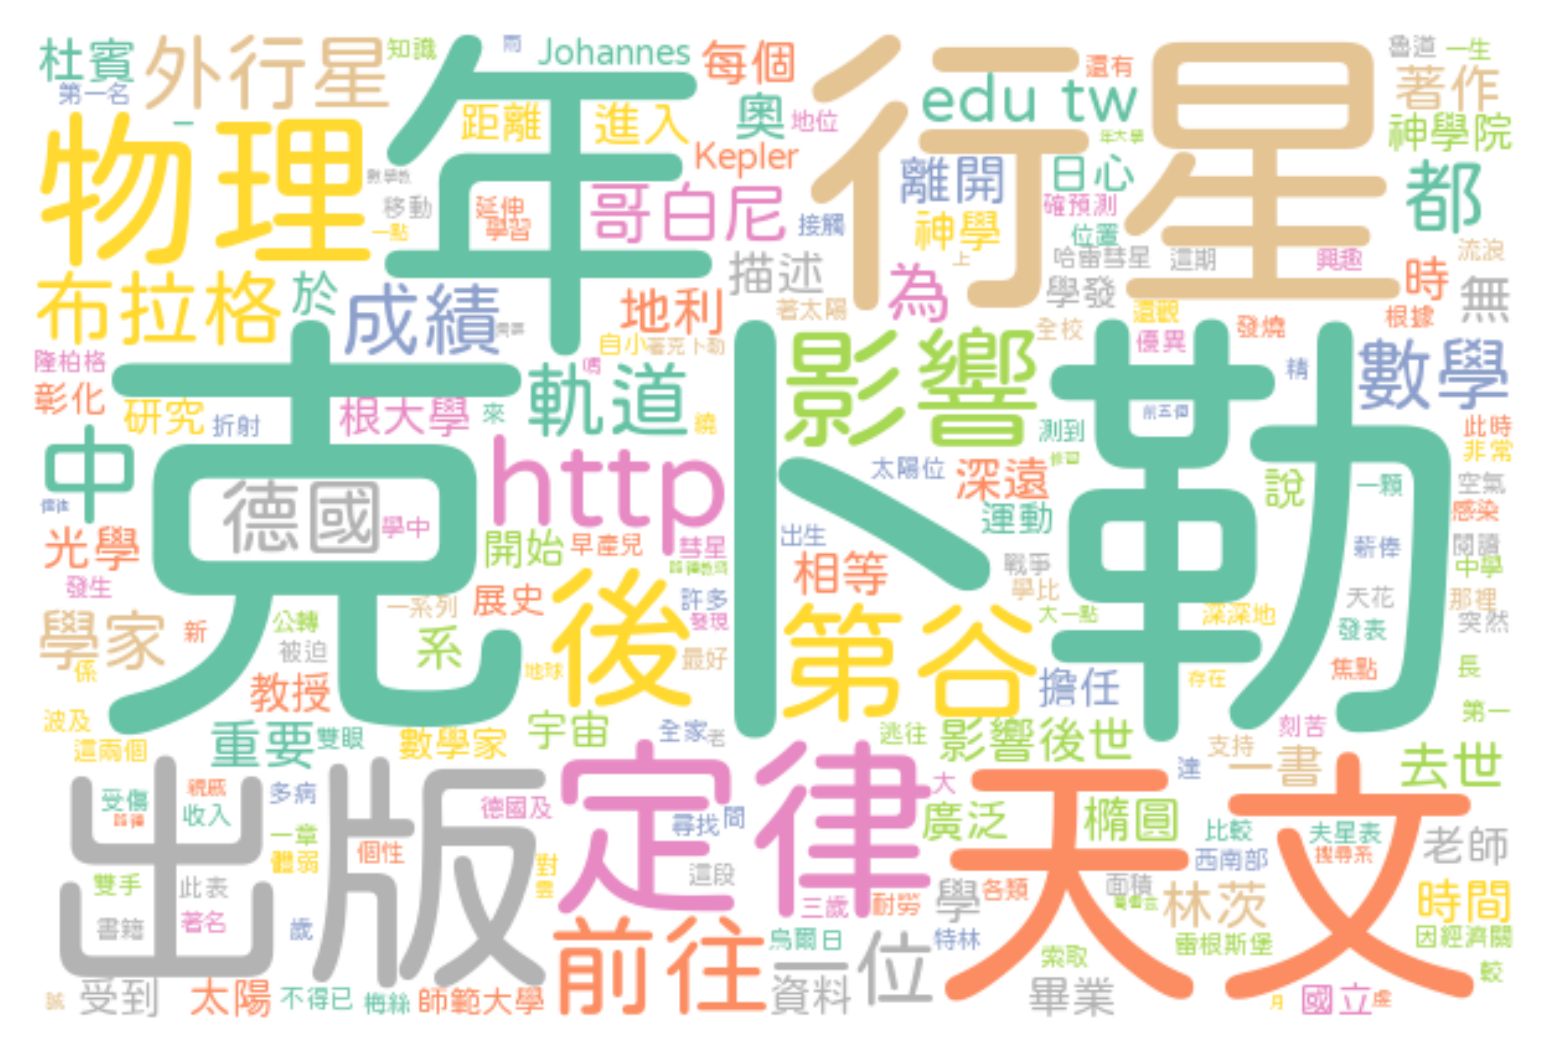 杜賓
外行星
知識
雨
Johannes
每個
還有
魯道
一生
第一名
年
行星
edu tw
著作
物理
距離
進入
奧
地位
神學院
Kepler
離開
日心
都
移動
延伸
學習
哥白尼
接觸
神學
確預測
位置
一點
上
哈雷彗星
這期
興趣
流浪
描述
為
學發
時
無
布拉格
於
成績
地利
著太陽
還觀
發燒
根據
自小
著克卜勒
全校
優異
隆柏格
克卜勒
影響
數學
精
彰化
研究
折射
根大學
來
軌道
繞
測到
前五個
此時
非常
中
http
太陽位
深遠
說
一顆
空氣
德國
學中
運動
感染
光學
開始
早產兒
彗星
出生
戰爭
薪俸
閱讀
中學
發生
相等
學比
天花
那裡
一系列
展史
後
許多
發現
第谷
大一點
深深地
發表
突然
學家
新
公轉
被迫
系
地球
最好
係
教授
擔任
存在
焦點
長
波及
這兩個
重要
雙眼
數學家
宇宙
全家
老
逃往
影響後世
刻苦
第一
支持
出版
定律
大
天文
達
一書
去世
受傷
親戚
收入
多病
德國及
尋找
間
廣泛
橢圓
比較
夫星表
搜尋系
老師
一章
體弱
個性
對
西南部
雙手
此表
這段
面積
書籍
著名
歲
三歲
耐勞
學
各類
林茨
時間
前往
烏爾日
一位
特林
索取
雷根斯堡
因經濟關
較
受到
太陽
不得已
梅絲
師範大學
資料
畢業
月
國立